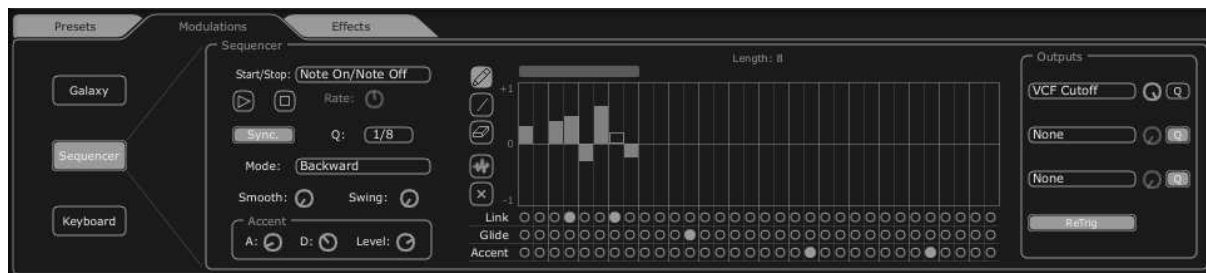 Presets Modulations Effects
Sequencer
Length: 8
Outputs
Start/Stop: Note On/Note Off
Galaxy
+1
VCF Cutoff Q
Rate:
Sync. Q: 1/8
0
None Q
Sequencer
Mode: Backward
None Q
Smooth: Swing:
-1
Keyboard
Accent
Link
ReTrig
A: D: Level:
Glide
Accent